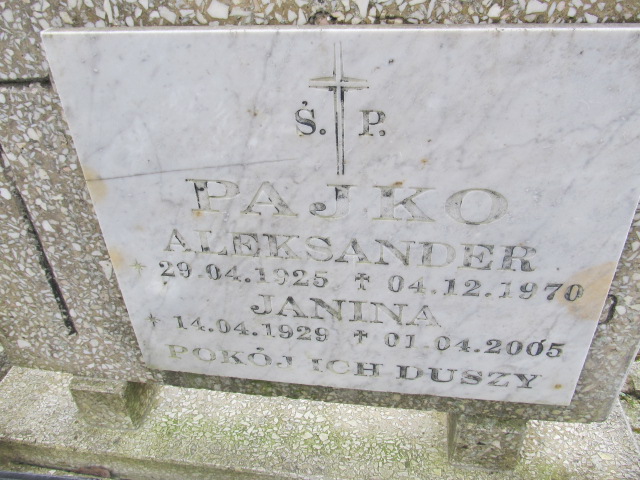 Ś. P.
PAJKO
ALEKSANDER
* 29.04.1925 ✝ 04.12.1970
JANINA
* 14.04.1929 ✝ 01.04.2005
POKÓJ ICH DUSZY